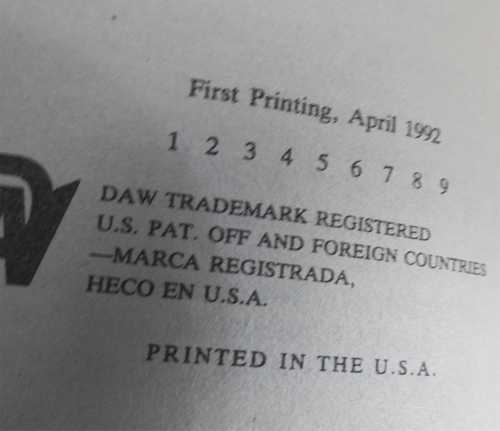 First Printing, April 1992
1 2 3 4 5 6 7 8 9
DAW TRADEMARK REGISTERED
U.S. PAT. OFF AND FOREIGN COUNTRIES
—MARCA REGISTRADA,
HECO EN U.S.A.
PRINTED IN THE U.S.A.